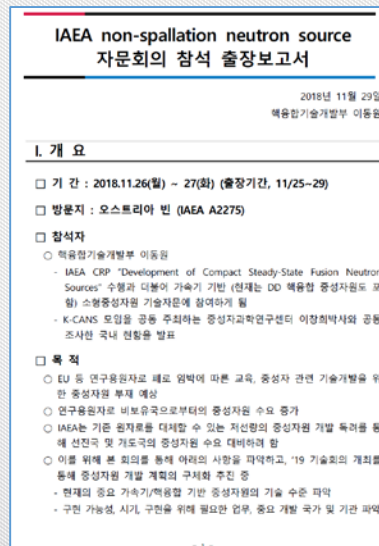 IAEA non-spallation neutron source
자문회의 참석 출장보고서
2018년 11월 29일
핵융합기술개발부 이동원
I. 개 요
□ 기 간 : 2018.11.26(월) ~ 27(화) (출장기간, 11/25~29)
□ 방문지 : 오스트리아 빈 (IAEA A2275)
□ 참석자
○ 핵융합기술개발부 이동원
- IAEA CRP "Development of Compact Steady-State Fusion Neutron
Sources" 수행과 더불어 가속기 기반 (현재는 DD 핵융합 중성자원도 포
함) 소형중성자원 기술자문에 참여하게 됨
- K-CANS 모임을 공동 주최하는 중성자과학연구센터 이창희박사와 공동
조사한 국내 현황을 발표
□ 목 적
○ EU 등 연구용원자로 폐로 임박에 따른 교육, 중성자 관련 기술개발을 위
한 중성자원 부재 예상
○ 연구용원자로 비보유국으로부터의 중성자원 수요 증가
○ IAEA는 기존 원자로를 대체할 수 있는 저선량의 중성자원 개발 독려를 통
해 선진국 및 개도국의 중성자원 수요 대비하려 함
○ 이를 위해 본 회의를 통해 아래의 사항을 파악하고, '19 기술회의 개최를
통해 중성자원 개발 계획의 구체화 추진 중
- 현재의 중요 가속기/핵융합 기반 중성자원의 기술 수준 파악
- 구현 가능성, 시기, 구현을 위해 필요한 업무, 중요 개발 국가 및 기관 파악